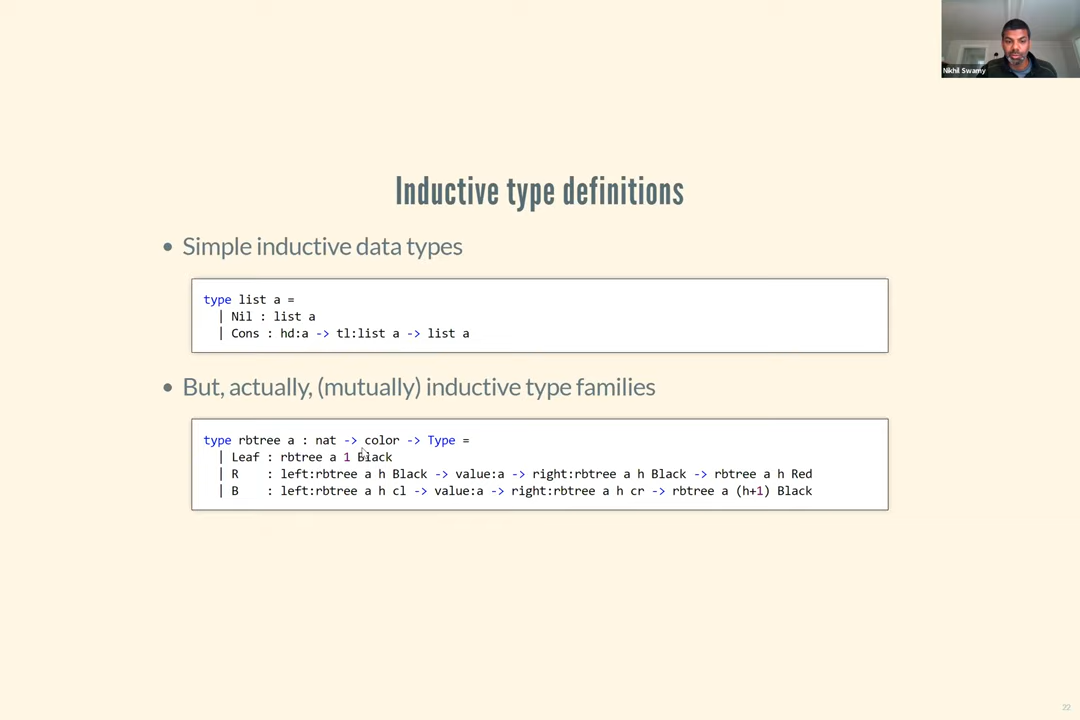 Nikhil Swamy
Inductive type definitions
• Simple inductive data types
type list a =
  | Nil : list a
  | Cons : hd:a -> tl:list a -> list a
• But, actually, (mutually) inductive type families
type rbtree a : nat -> color -> Type =
  | Leaf : rbtree a 1 Black
  | R    : left:rbtree a h Black -> value:a -> right:rbtree a h Black -> rbtree a h Red
  | B    : left:rbtree a h cl -> value:a -> right:rbtree a h cr -> rbtree a (h+1) Black
22